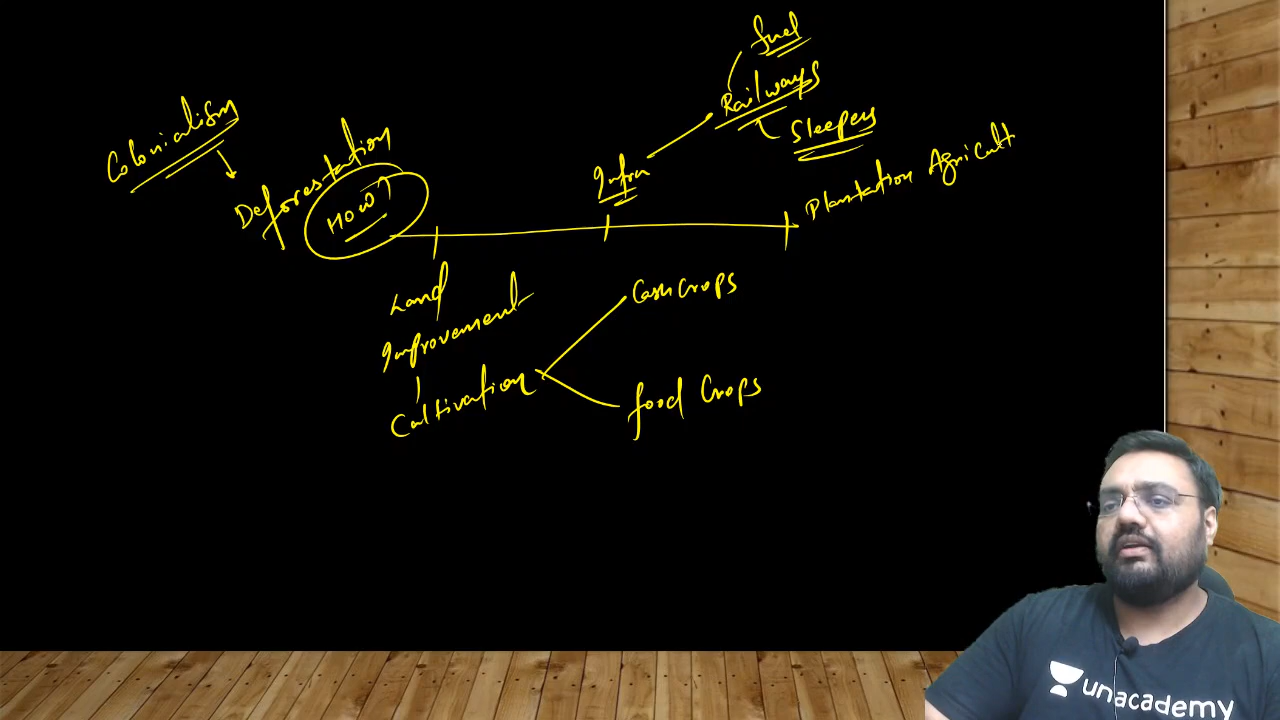 Colonialism
Deforestation
HOW?
Land
Improvement
Cultivation
Cash Crops
food Crops
Infra
Railways
fuel
Sleepers
Plantation Agricult
unacademy